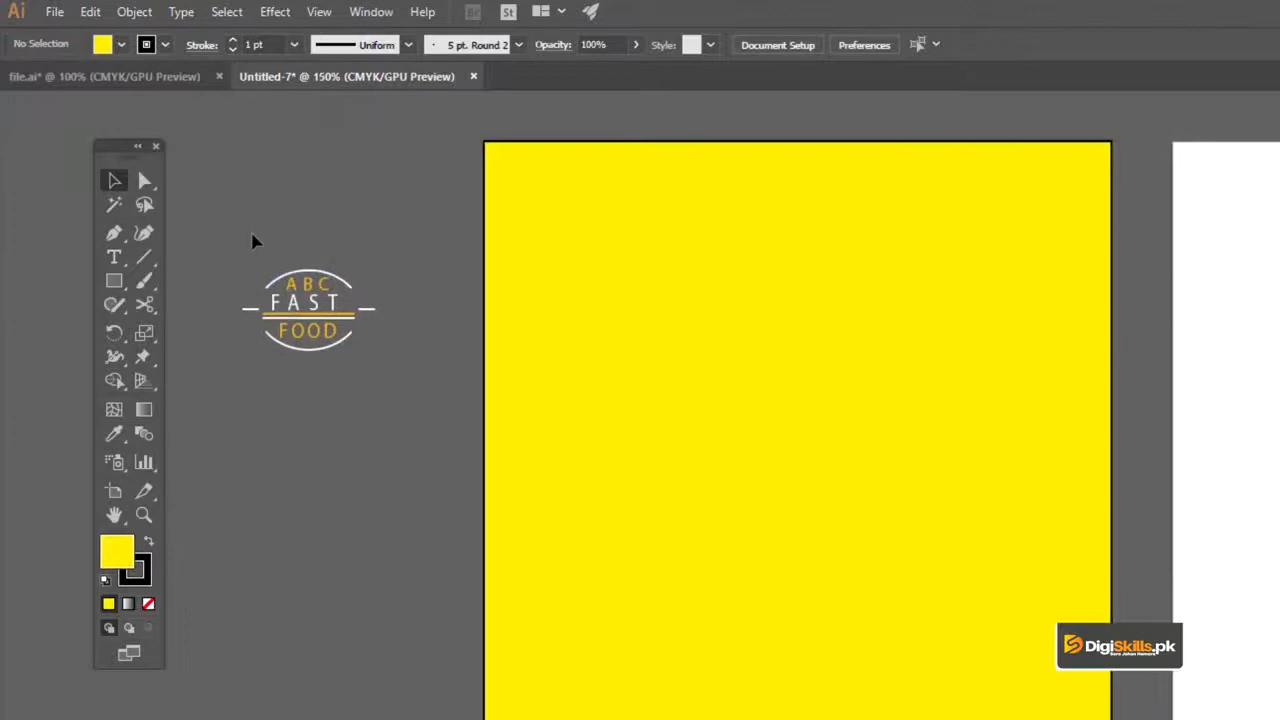 Ai File Edit Object Type Select Effect View Window Help Br St
No Selection Stroke: 1 pt Uniform 5 pt. Round 2 Opacity: 100% Style: Document Setup Preferences
file.ai* @ 100% (CMYK/GPU Preview) × Untitled-7* @ 150% (CMYK/GPU Preview) ×
ABC
FAST
FOOD
DigiSkills.pk